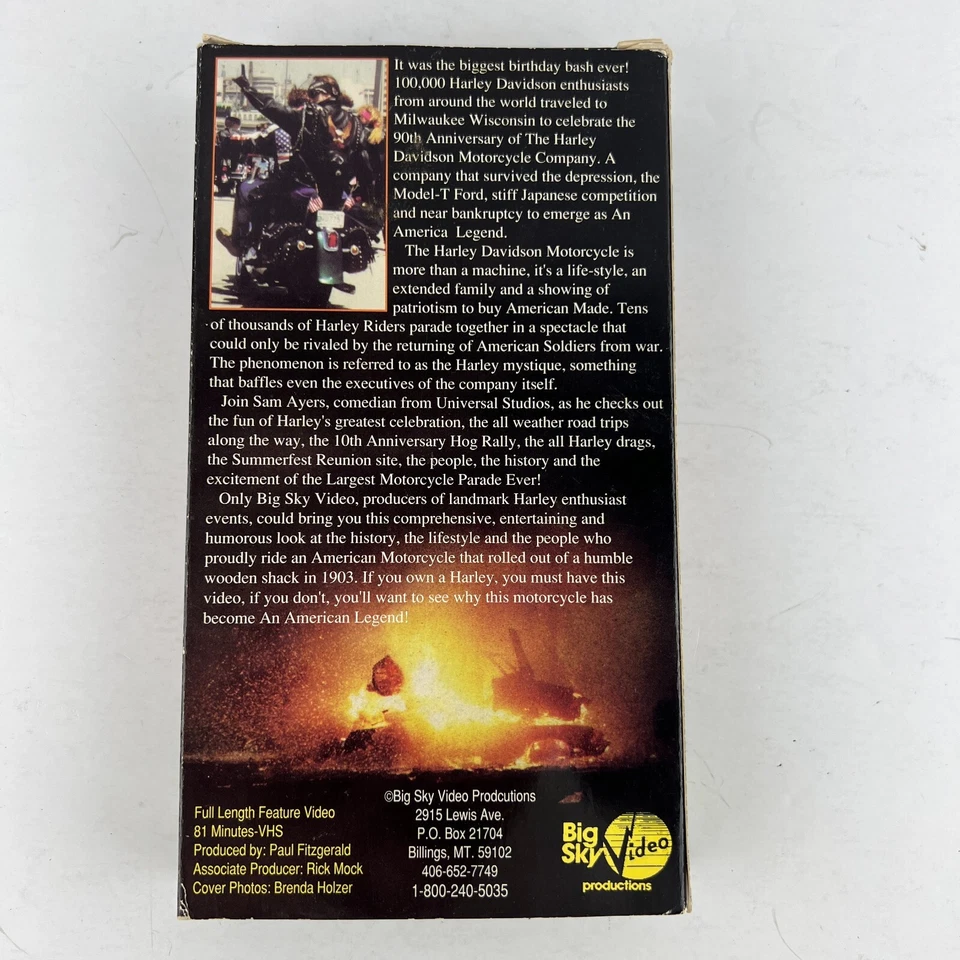 It was the biggest birthday bash ever!
100,000 Harley Davidson enthusiasts
from around the world traveled to
Milwaukee Wisconsin to celebrate the
90th Anniversary of The Harley
Davidson Motorcycle Company. A
company that survived the depression, the
Model-T Ford, stiff Japanese competition
and near bankruptcy to emerge as An
America Legend.
The Harley Davidson Motorcycle is
more than a machine, it's a life-style, an
extended family and a showing of
patriotism to buy American Made. Tens
of thousands of Harley Riders parade together in a spectacle that
could only be rivaled by the returning of American Soldiers from war.
The phenomenon is referred to as the Harley mystique, something
that baffles even the executives of the company itself.
Join Sam Ayers, comedian from Universal Studios, as he checks out
the fun of Harley's greatest celebration, the all weather road trips
along the way, the 10th Anniversary Hog Rally, the all Harley drags,
the Summerfest Reunion site, the people, the history and the
excitement of the Largest Motorcycle Parade Ever!
Only Big Sky Video, producers of landmark Harley enthusiast
events, could bring you this comprehensive, entertaining and
humorous look at the history, the lifestyle and the people who
proudly ride an American Motorcycle that rolled out of a humble
wooden shack in 1903. If you own a Harley, you must have this
video, if you don't, you'll want to see why this motorcycle has
become An American Legend!
Full Length Feature Video
81 Minutes-VHS
Produced by: Paul Fitzgerald
Associate Producer: Rick Mock
Cover Photos: Brenda Holzer
©Big Sky Video Prodcutions
2915 Lewis Ave.
P.O. Box 21704
Billings, MT. 59102
406-652-7749
1-800-240-5035
Big
Sky Video
productions